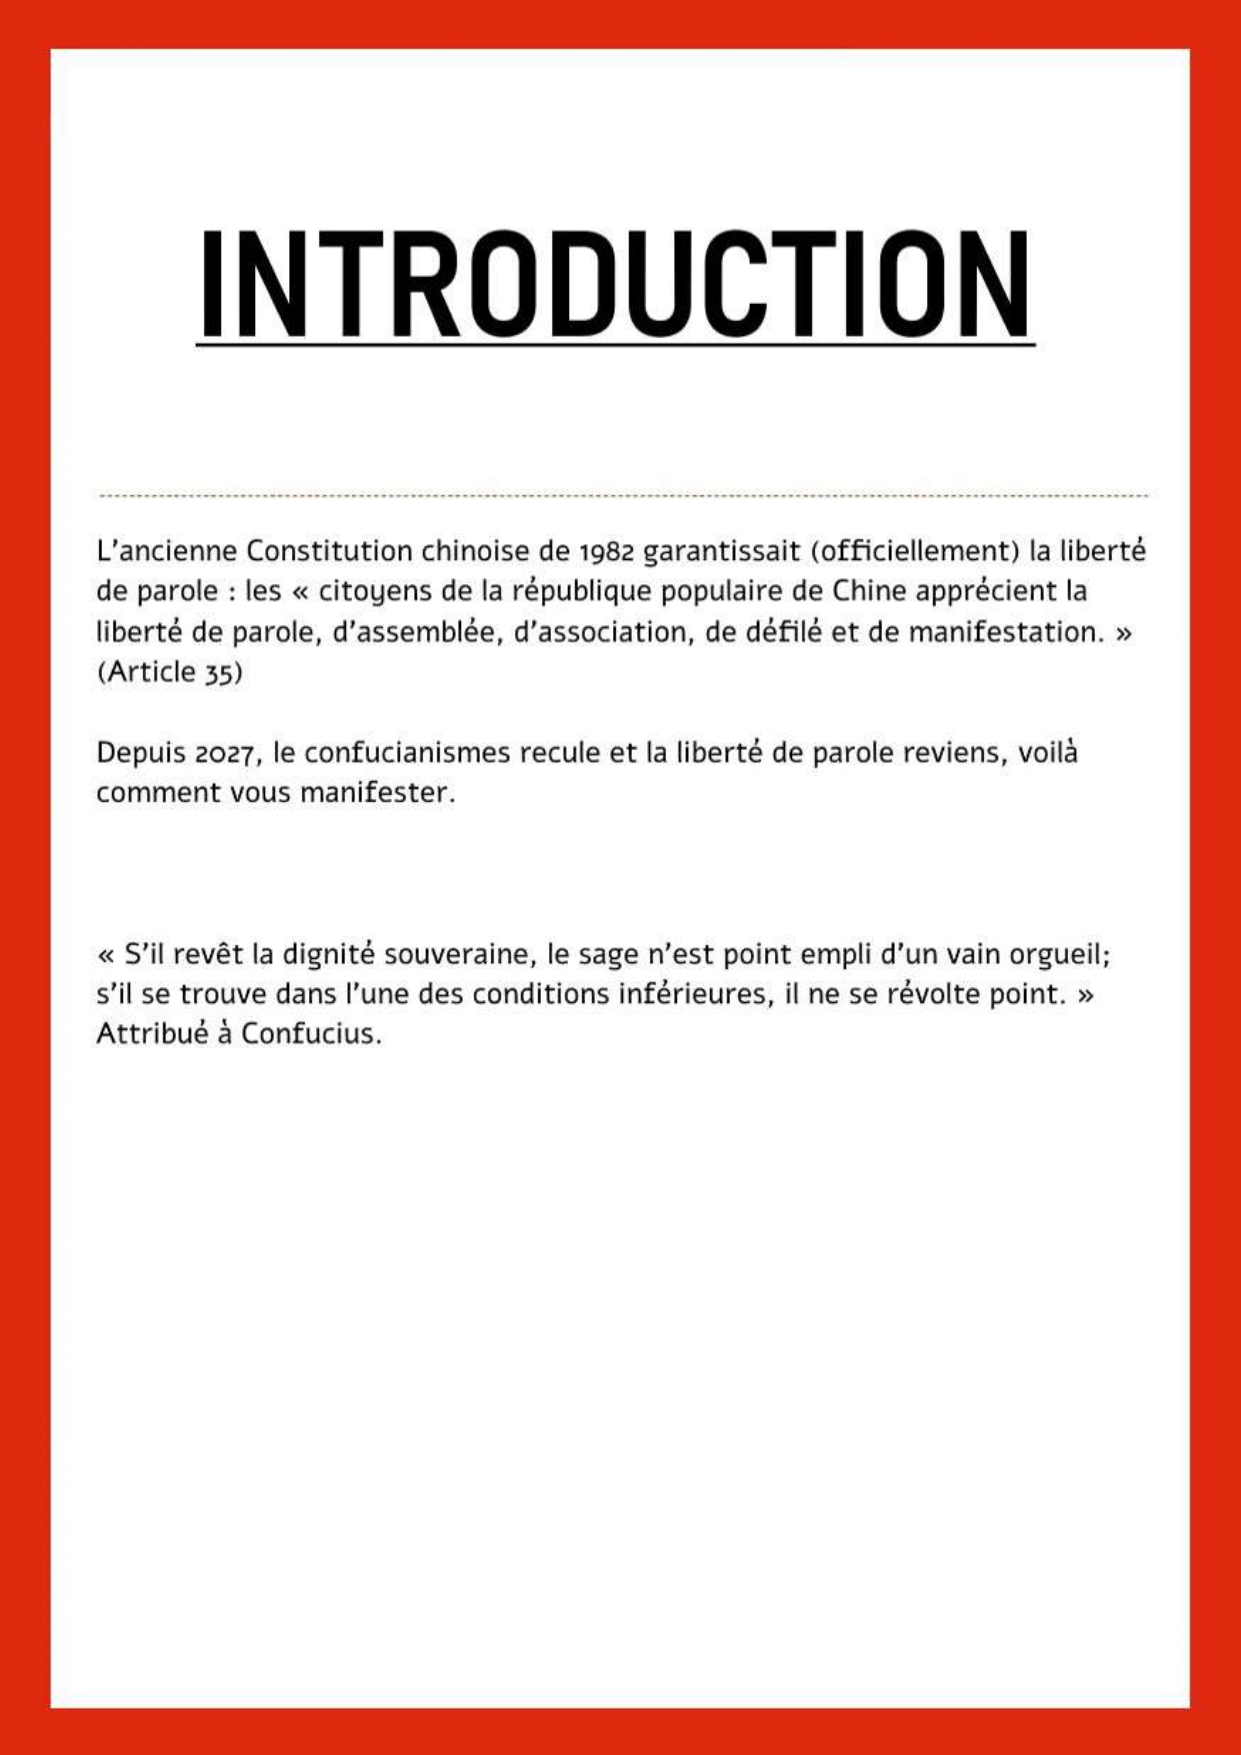 INTRODUCTION
L'ancienne Constitution chinoise de 1982 garantissait (officiellement) la liberté
de parole : les « citoyens de la république populaire de Chine apprécient la
liberté de parole, d'assemblée, d'association, de défilé et de manifestation. »
(Article 35)
Depuis 2027, le confucianismes recule et la liberté de parole reviens, voilà
comment vous manifester.
« S'il revêt la dignité souveraine, le sage n'est point empli d'un vain orgueil;
s'il se trouve dans l'une des conditions inférieures, il ne se révolte point. »
Attribué à Confucius.